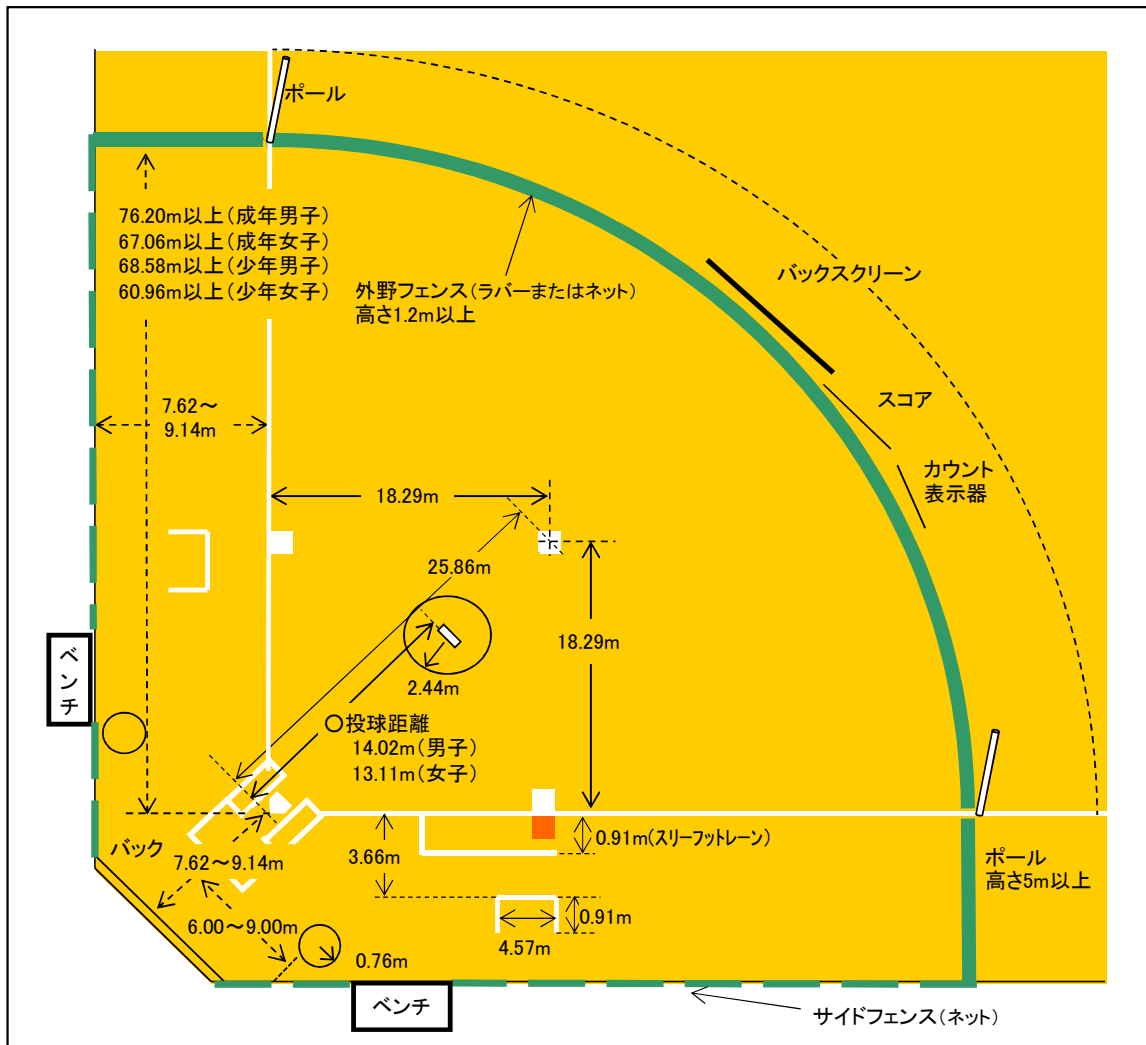 ポール
76.20m以上(成年男子)
67.06m以上(成年女子)
68.58m以上(少年男子)
60.96m以上(少年女子)
外野フェンス(ラバーまたはネット)
高さ1.2m以上
バックスクリーン
スコア
カウント
表示器
7.62～
9.14m
18.29m
25.86m
18.29m
2.44m
〇投球距離
14.02m(男子)
13.11m(女子)
ベンチ
バック
7.62～9.14m
3.66m
0.91m(スリーフットレーン)
ポール
高さ5m以上
6.00～9.00m
0.91m
4.57m
0.76m
ベンチ
サイドフェンス(ネット)